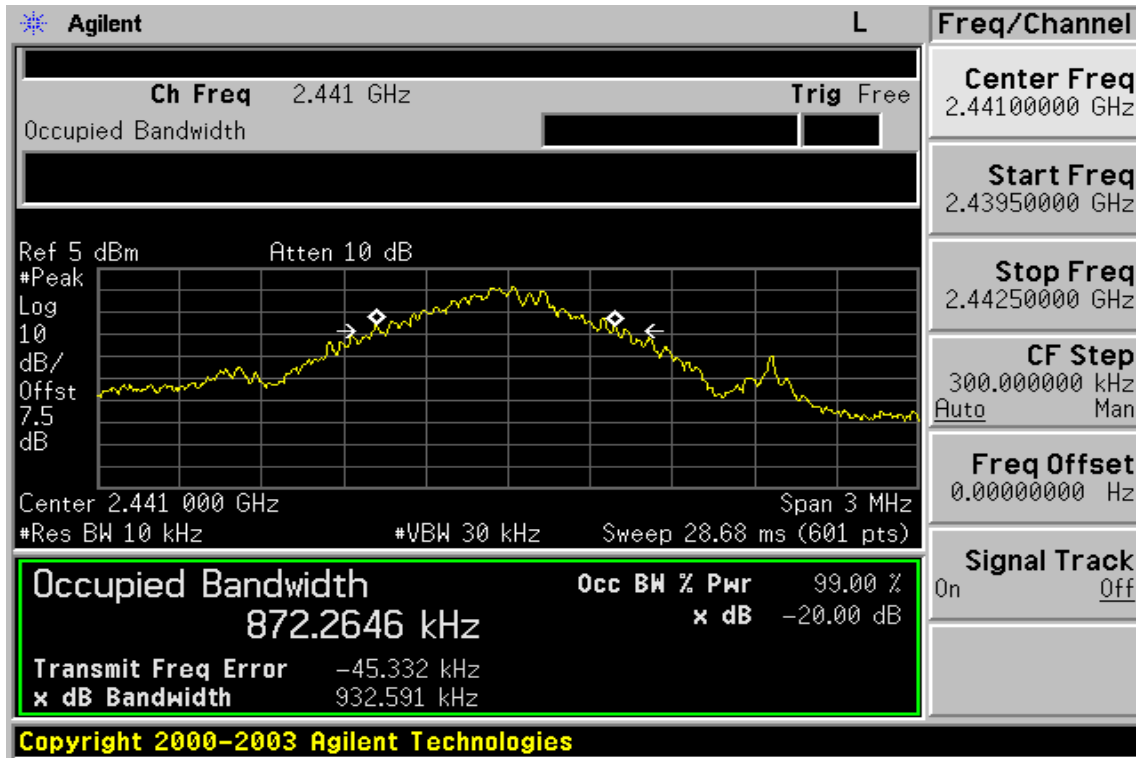 Agilent L
Ch Freq 2.441 GHz Trig Free
Occupied Bandwidth
Ref 5 dBm Atten 10 dB
#Peak
Log
10
dB/
Offst
7.5
dB
Center 2.441 000 GHz Span 3 MHz
#Res BW 10 kHz #VBW 30 kHz Sweep 28.68 ms (601 pts)
Occupied Bandwidth
872.2646 kHz
Occ BW % Pwr 99.00 %
x dB -20.00 dB
Transmit Freq Error -45.332 kHz
x dB Bandwidth 932.591 kHz
Copyright 2000-2003 Agilent Technologies
Freq/Channel
Center Freq
2.44100000 GHz
Start Freq
2.43950000 GHz
Stop Freq
2.44250000 GHz
CF Step
300.000000 kHz
Auto Man
Freq Offset
0.00000000 Hz
Signal Track
On Off